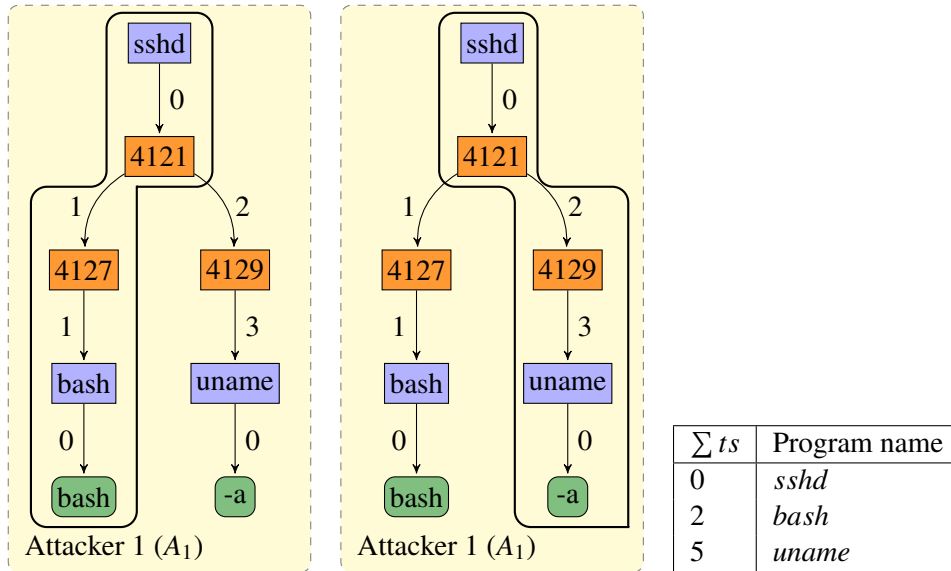 sshd
0
4121
1 2
4127 4129
1 3
bash uname
0 0
bash -a
Attacker 1 (A₁)
sshd
0
4121
1 2
4127 4129
1 3
bash uname
0 0
bash -a
Attacker 1 (A₁)
∑ ts Program name
0 sshd
2 bash
5 uname